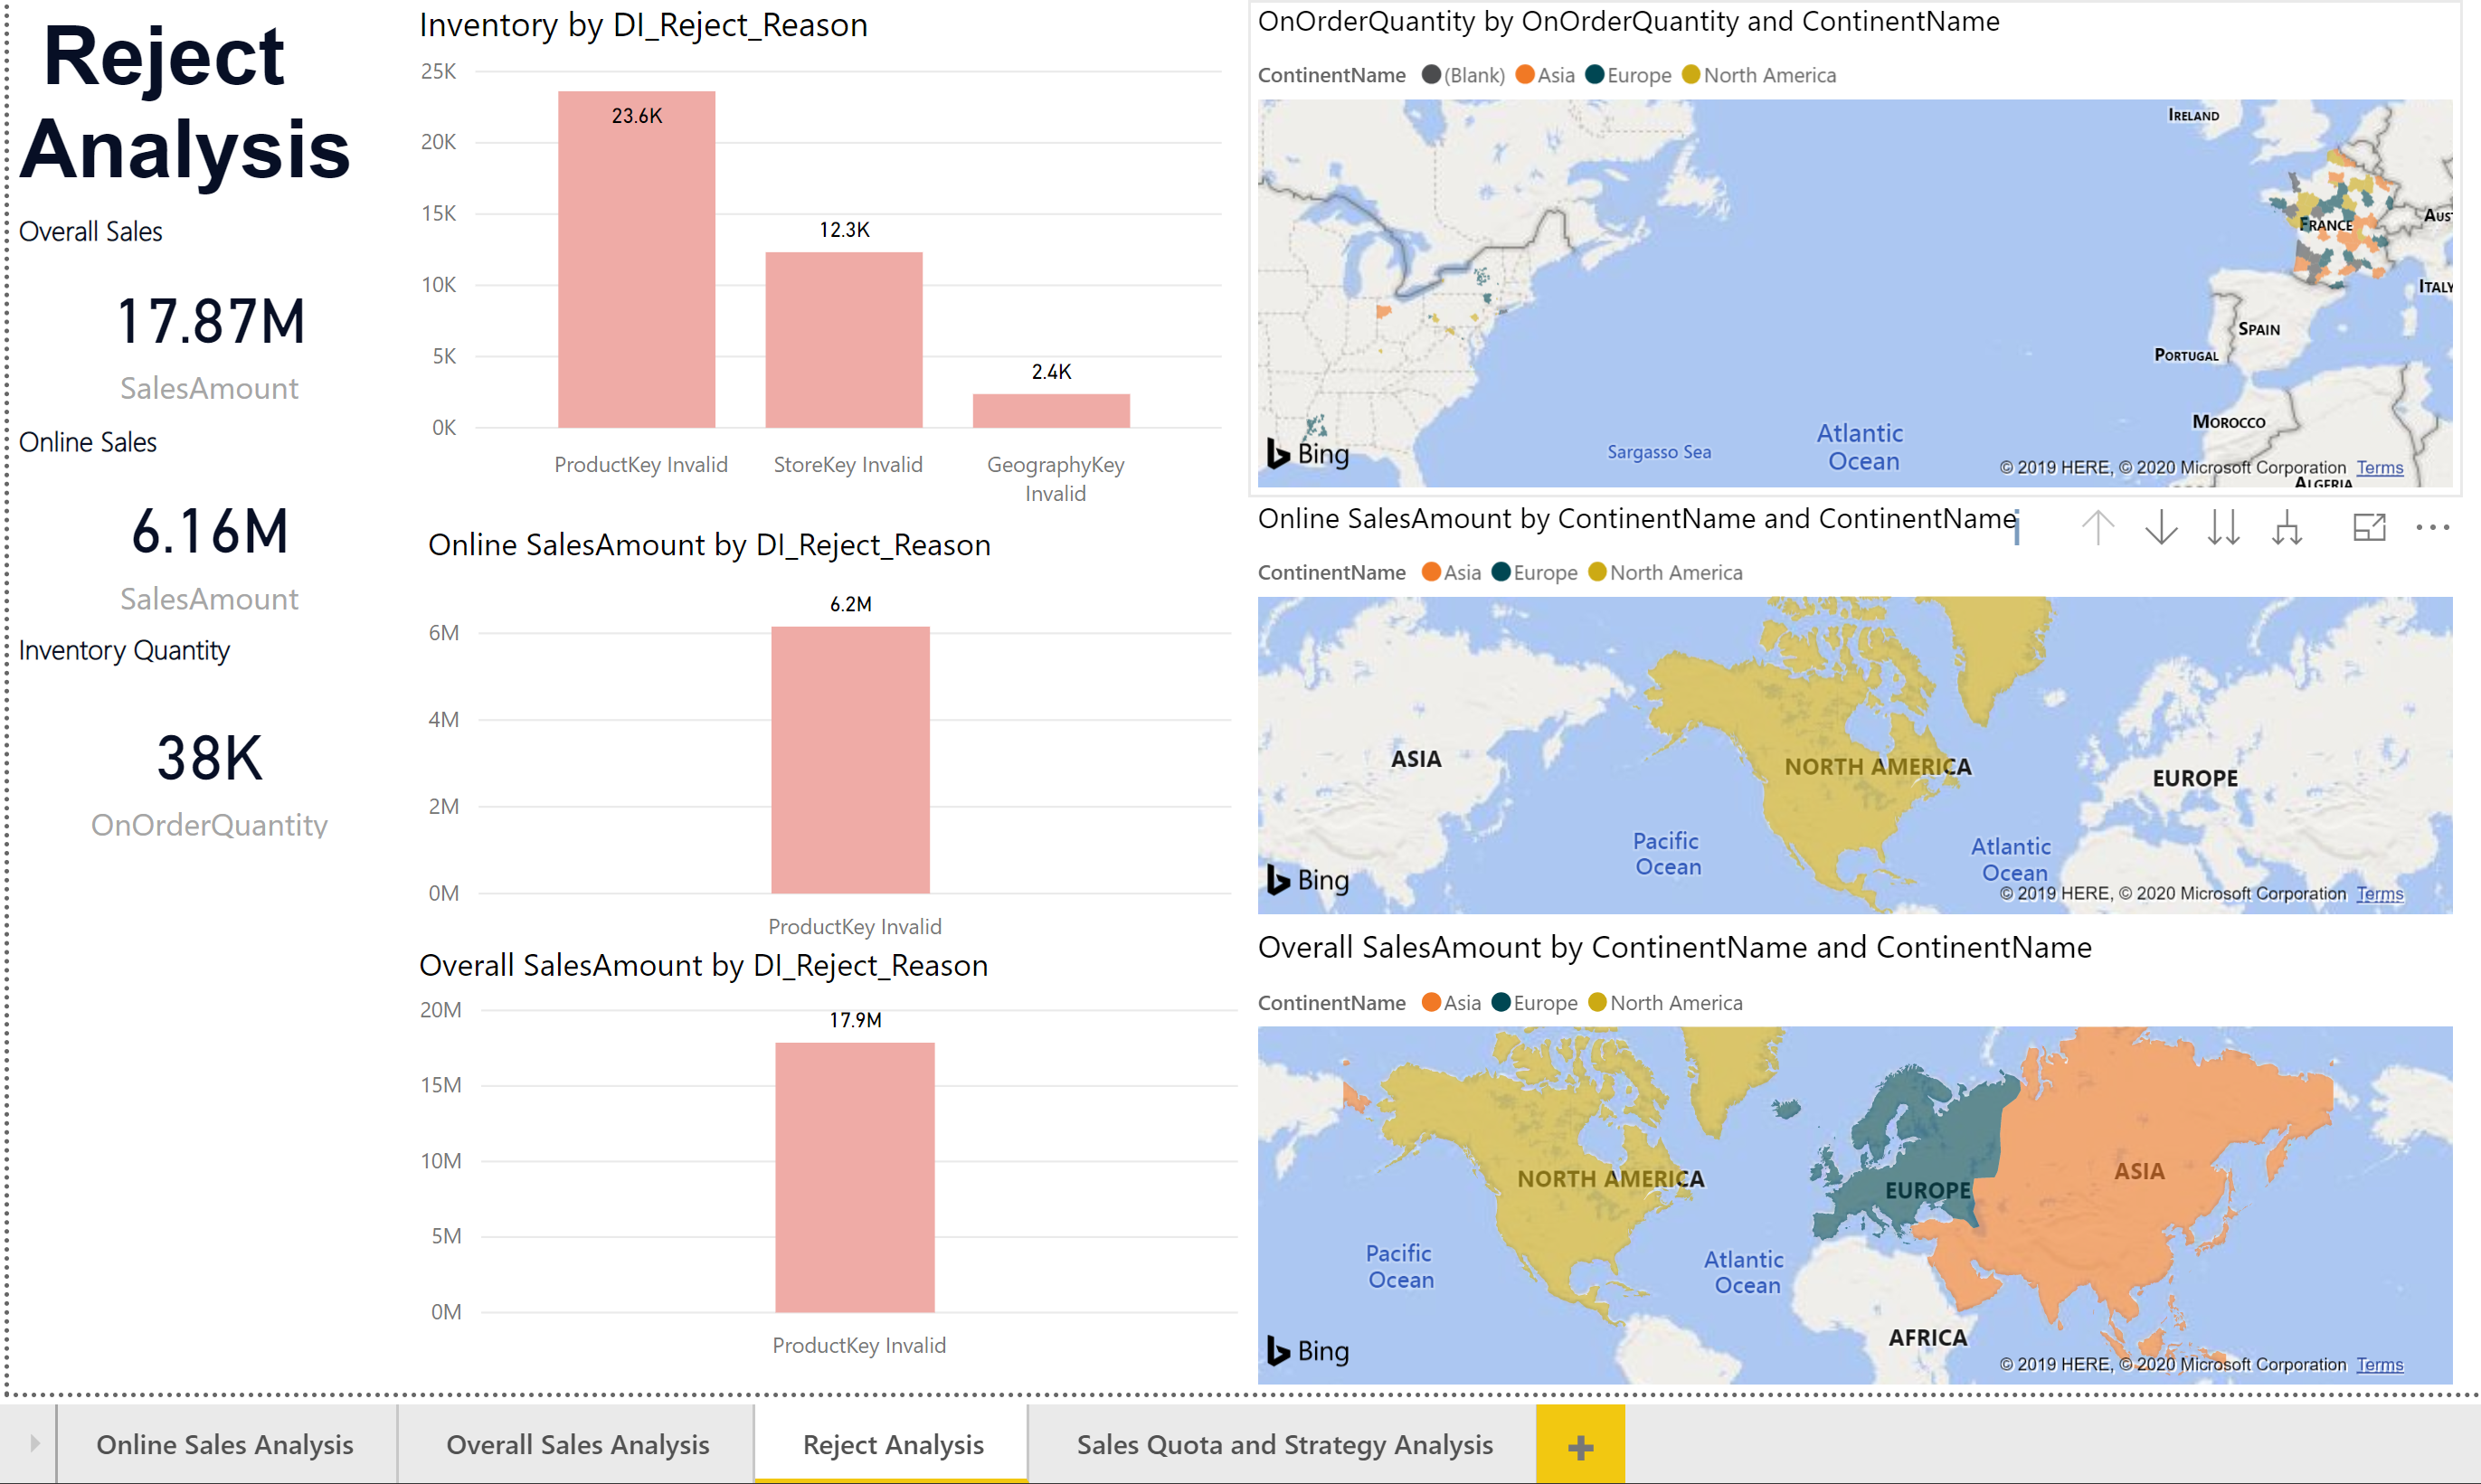 Reject
Analysis
Overall Sales
17.87M
SalesAmount
Online Sales
6.16M
SalesAmount
Inventory Quantity
38K
OnOrderQuantity
Inventory by DI_Reject_Reason
25K
20K
15K
10K
5K
0K
23.6K
12.3K
2.4K
ProductKey Invalid
StoreKey Invalid
GeographyKey
Invalid
Online SalesAmount by DI_Reject_Reason
6M
4M
2M
0M
6.2M
ProductKey Invalid
Overall SalesAmount by DI_Reject_Reason
20M
15M
10M
5M
0M
17.9M
ProductKey Invalid
OnOrderQuantity by OnOrderQuantity and ContinentName
ContinentName (Blank) Asia Europe North America
IRELAND
FRANCE
AUS
ITALY
SPAIN
PORTUGAL
MOROCCO
ALGERIA
Sargasso Sea
Atlantic
Ocean
Bing
© 2019 HERE, © 2020 Microsoft Corporation Terms
Online SalesAmount by ContinentName and ContinentName
ContinentName Asia Europe North America
ASIA
NORTH AMERICA
EUROPE
Pacific
Ocean
Atlantic
Ocean
Bing
© 2019 HERE, © 2020 Microsoft Corporation Terms
Overall SalesAmount by ContinentName and ContinentName
ContinentName Asia Europe North America
NORTH AMERICA
EUROPE
ASIA
Pacific
Ocean
Atlantic
Ocean
AFRICA
Bing
© 2019 HERE, © 2020 Microsoft Corporation Terms
Online Sales Analysis
Overall Sales Analysis
Reject Analysis
Sales Quota and Strategy Analysis
+